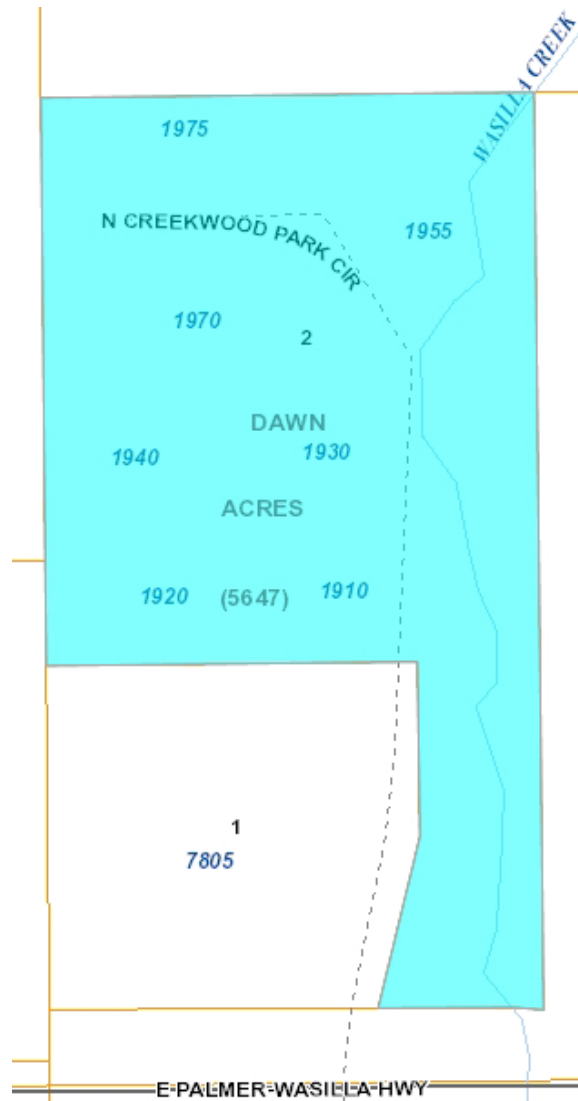 WASILLA CREEK
1975
N CREEKWOOD PARK CIR
1955
1970
2
DAWN
1940
1930
ACRES
1920
(5647)
1910
1
7805
E PALMER-WASILLA HWY